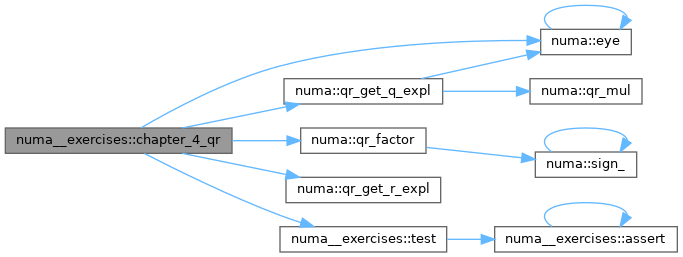 numa::eye
numa::qr_get_q_expl
numa::qr_mul
numa__exercises::chapter_4_qr
numa::qr_factor
numa::sign_
numa::qr_get_r_expl
numa__exercises::test
numa__exercises::assert